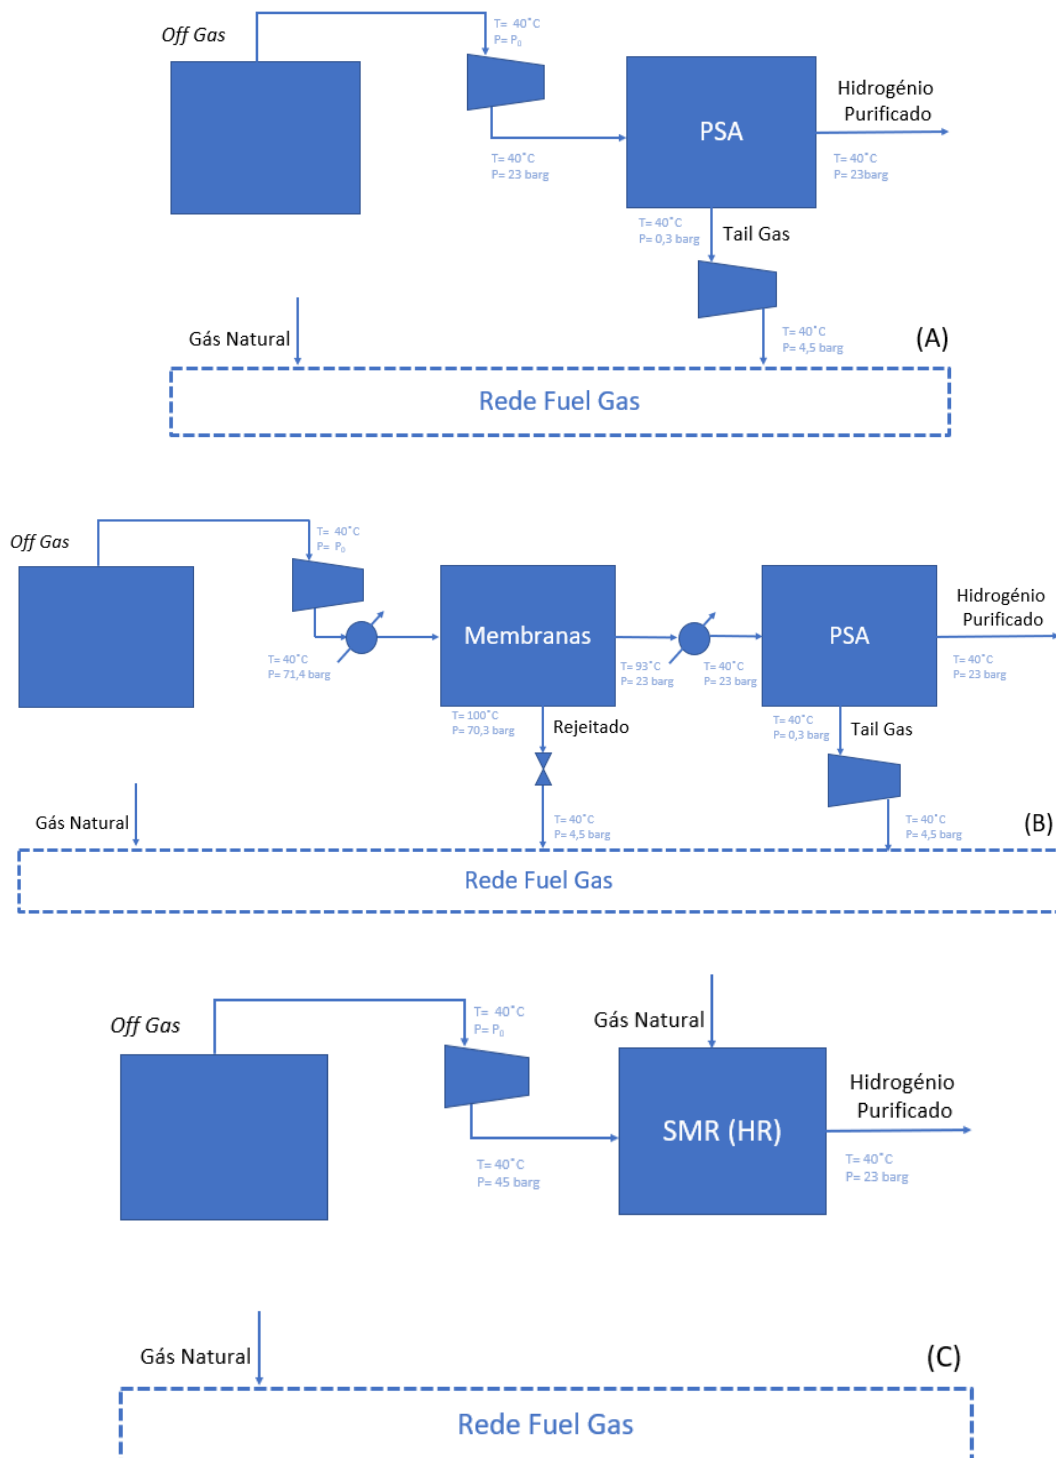 Off Gas
T= 40°C
P= P₀
PSA
Hidrogénio
Purificado
T= 40°C
P= 23 barg
T= 40°C
P= 23barg
T= 40°C
P= 0,3 barg
Tail Gas
Gás Natural
T= 40°C
P= 4,5 barg
(A)
Rede Fuel Gas
Off Gas
T= 40°C
P= P₀
Membranas
PSA
Hidrogénio
Purificado
T= 40°C
P= 71,4 barg
T= 93°C
P= 23 barg
T= 40°C
P= 23 barg
T= 40°C
P= 23 barg
T= 100°C
P= 70,3 barg
Rejeitado
T= 40°C
P= 0,3 barg
Tail Gas
Gás Natural
T= 40°C
P= 4,5 barg
T= 40°C
P= 4,5 barg
(B)
Rede Fuel Gas
Off Gas
T= 40°C
P= P₀
Gás Natural
SMR (HR)
Hidrogénio
Purificado
T= 40°C
P= 45 barg
T= 40°C
P= 23 barg
Gás Natural
(C)
Rede Fuel Gas